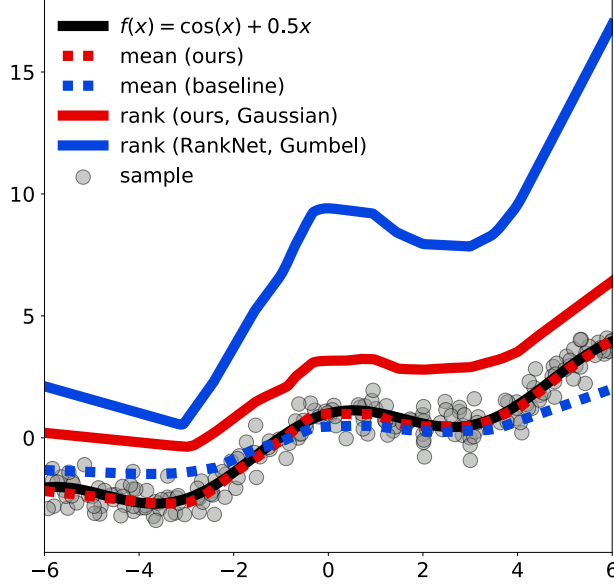 f(x) = cos(x) + 0.5x
mean (ours)
mean (baseline)
rank (ours, Gaussian)
rank (RankNet, Gumbel)
sample
15
10
5
0
−6 −4 −2 0 2 4 6